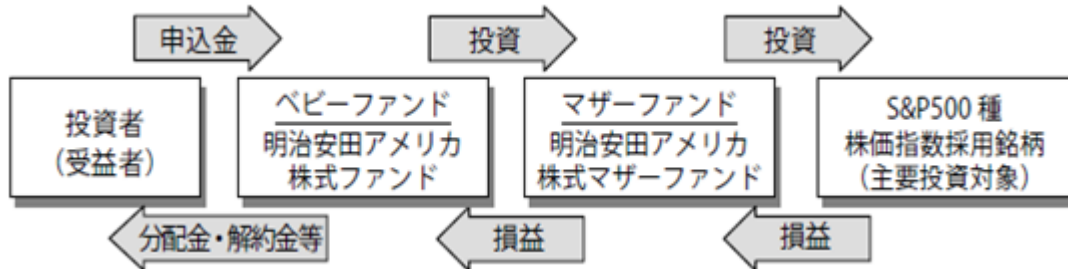 申込金
投資
投資
投資者
(受益者)
ベビーファンド
明治安田アメリカ
株式ファンド
マザーファンド
明治安田アメリカ
株式マザーファンド
S&P500 種
株価指数採用銘柄
(主要投資対象)
分配金・解約金等
損益
損益